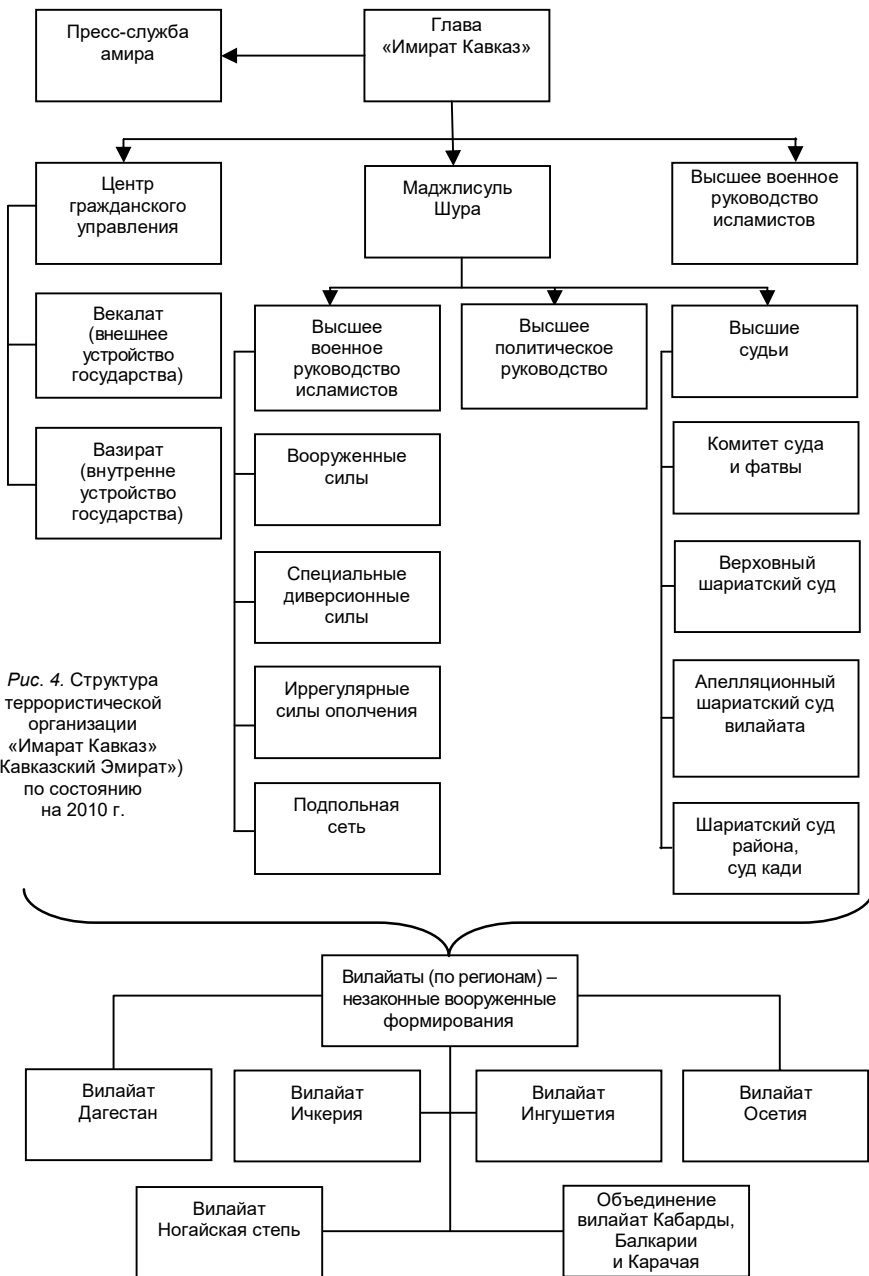 Пресс-служба
амира
Глава
«Имират Кавказ»
Центр
гражданского
управления
Маджлисуль
Шура
Высшее военное
руководство
исламистов
Векалат
(внешнее
устройство
государства)
Высшее
военное
руководство
исламистов
Высшее
политическое
руководство
Высшие
судьи
Вазират
(внутренне
устройство
государства)
Вооруженные
силы
Комитет суда
и фатвы
Специальные
диверсионные
силы
Верховный
шариатский суд
Рис. 4. Структура
террористической
организации
«Имарат Кавказ»
Кавказский Эмират»)
по состоянию
на 2010 г.
Иррегулярные
силы ополчения
Апелляционный
шариатский суд
вилайата
Подпольная
сеть
Шариатский суд
района,
суд кади
Вилайаты (по регионам) –
незаконные вооруженные
формирования
Вилайат
Дагестан
Вилайат
Ичкерия
Вилайат
Ингушетия
Вилайат
Осетия
Вилайат
Ногайская степь
Объединение
вилайат Кабарды,
Балкарии
и Карачая